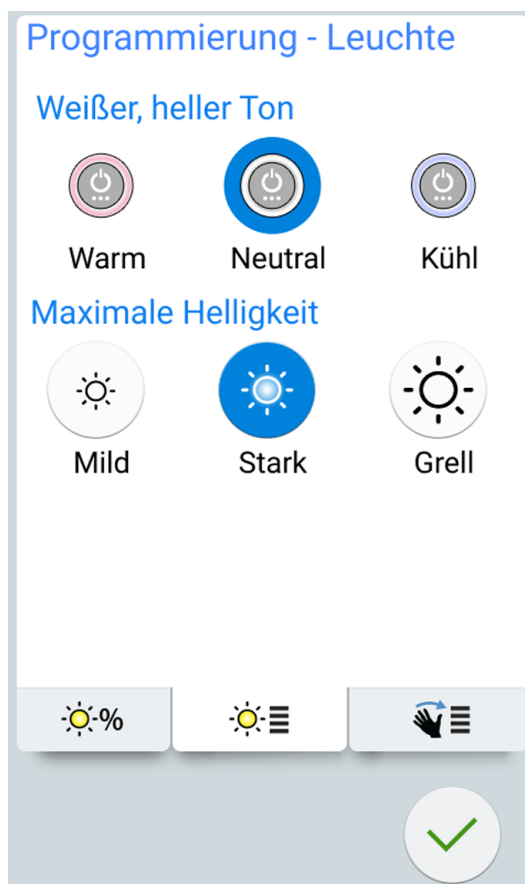 Programmierung - Leuchte
Weißer, heller Ton
Warm Neutral Kühl
Maximale Helligkeit
Mild Stark Grell
%